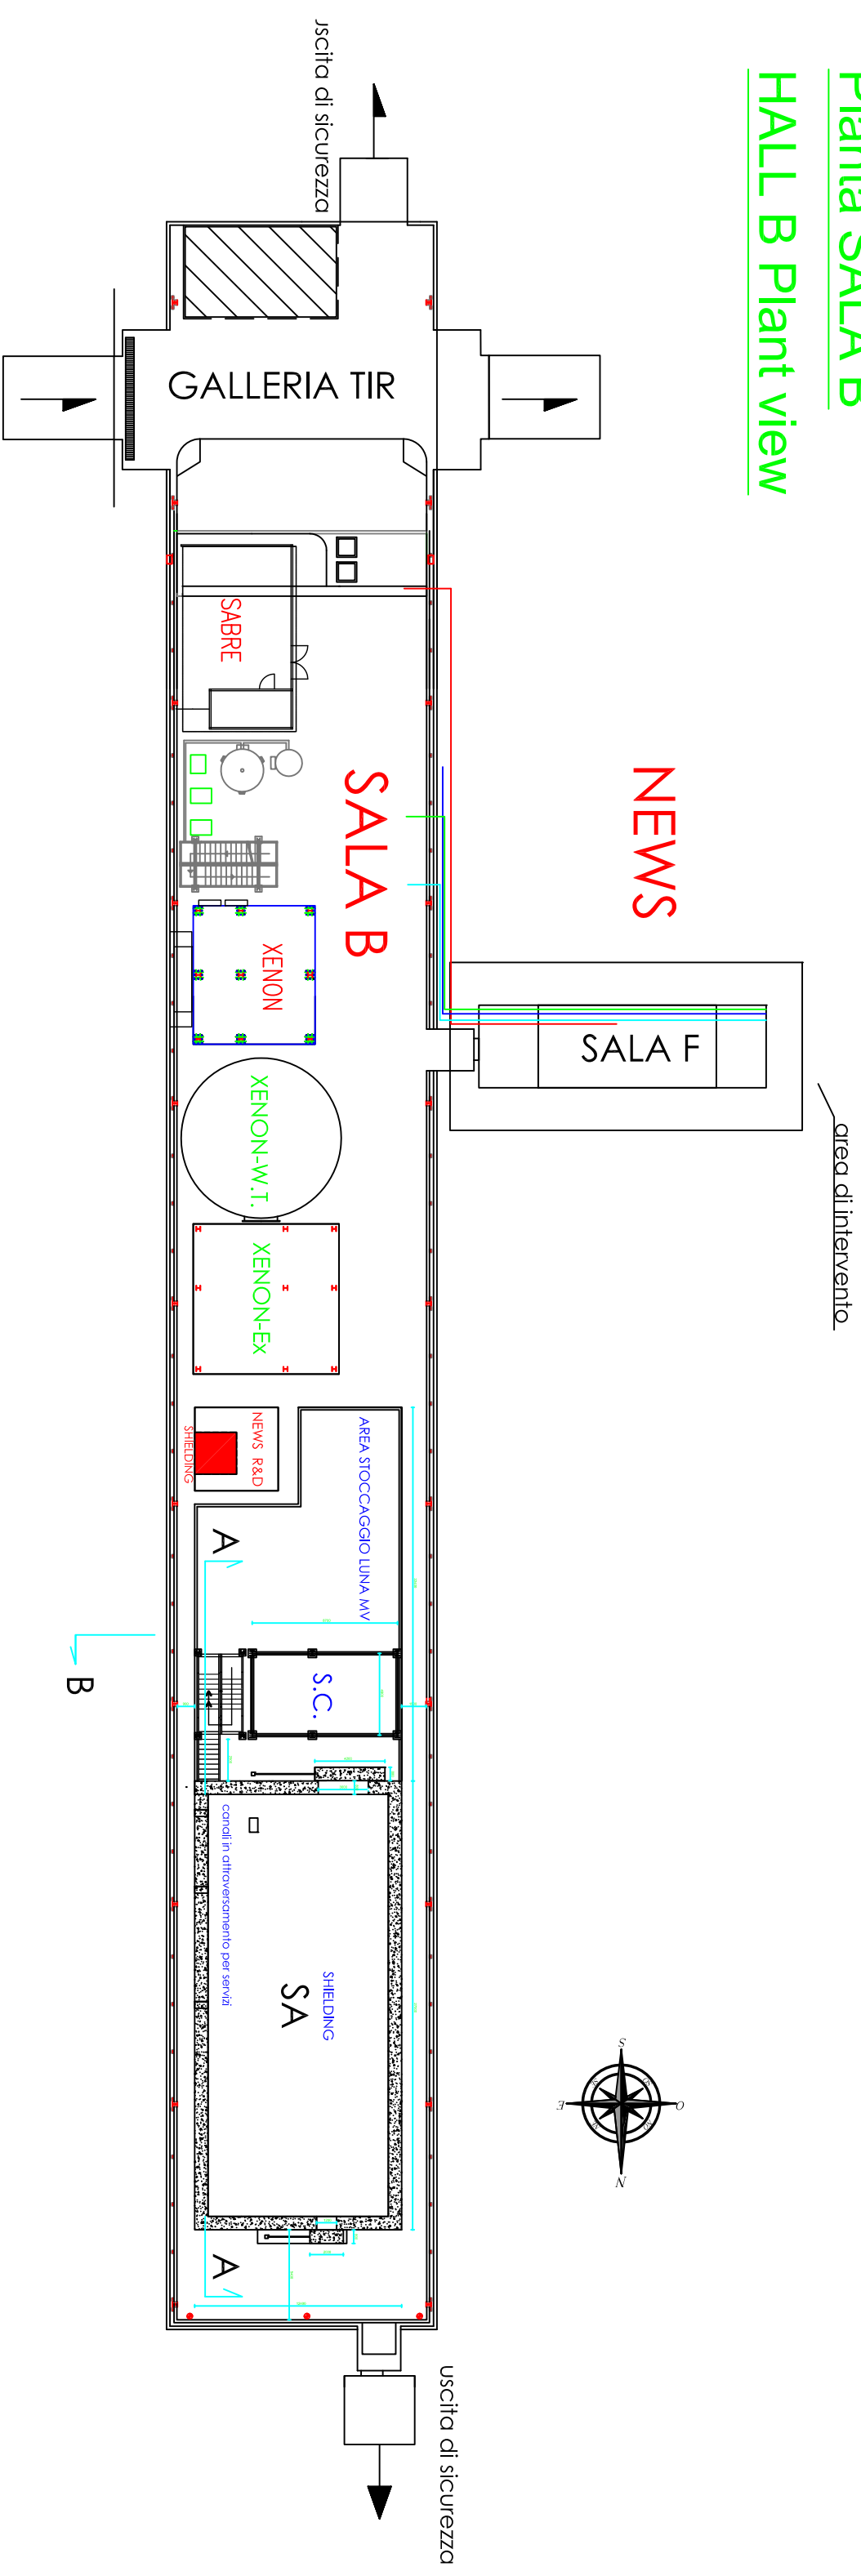 Pianta SALA B
HALL B Plant view
uscita di sicurezza
GALLERIA TIR
SABRE
SALA B
NEWS
XENON
SALA F
area di intervento
XENON-W.T.
XENON-Ex
NEWS R&D
SHIELDING
AREA STOCCAGGIO LUNA MV
A
B
S.C.
canali in attraversamento per servizi
SHIELDING
SA
S
E
O
N
A
uscita di sicurezza